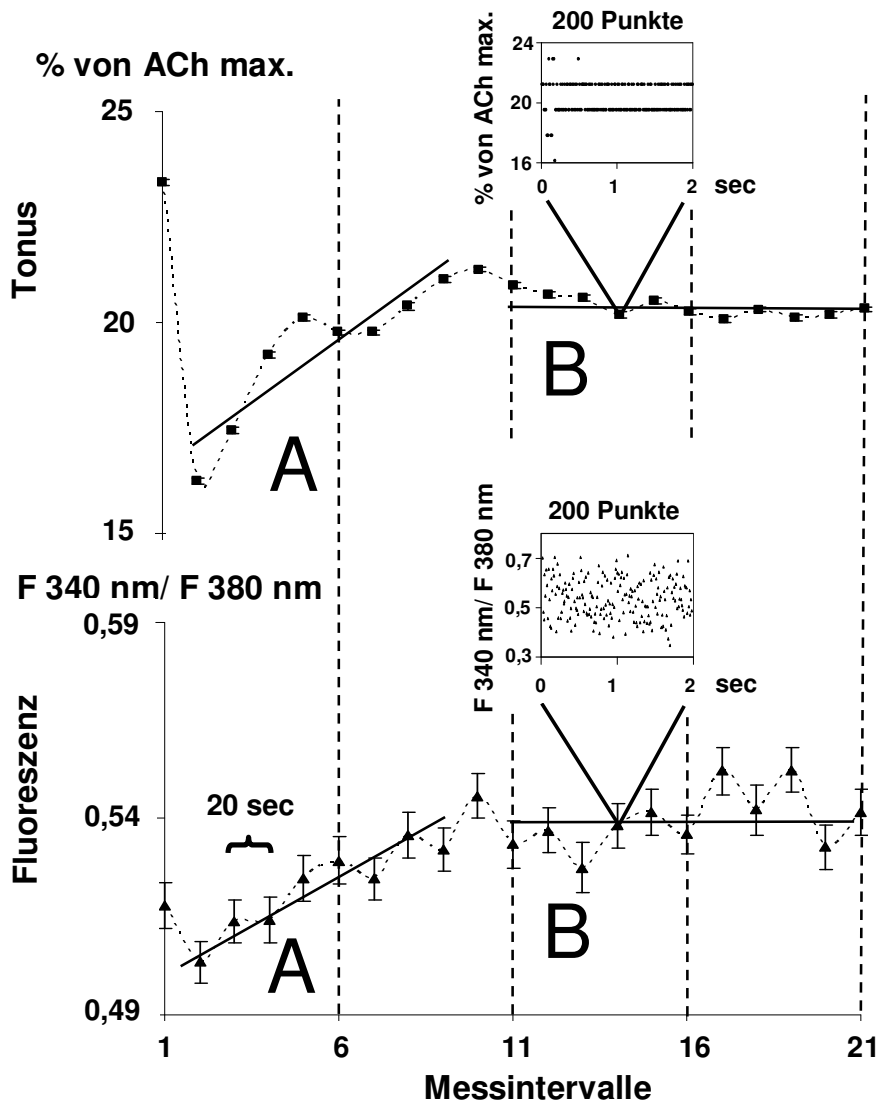 200 Punkte
% von ACh max.
% von ACh max.
24
20
16
0 1 2 sec
25
20
15
Tonus
A
B
200 Punkte
F 340 nm/ F 380 nm
F 340 nm/ F 380 nm
0,7
0,5
0,3
0 1 2 sec
0,59
0,54
0,49
Fluoreszenz
20 sec
A
B
1 6 11 16 21
Messintervalle